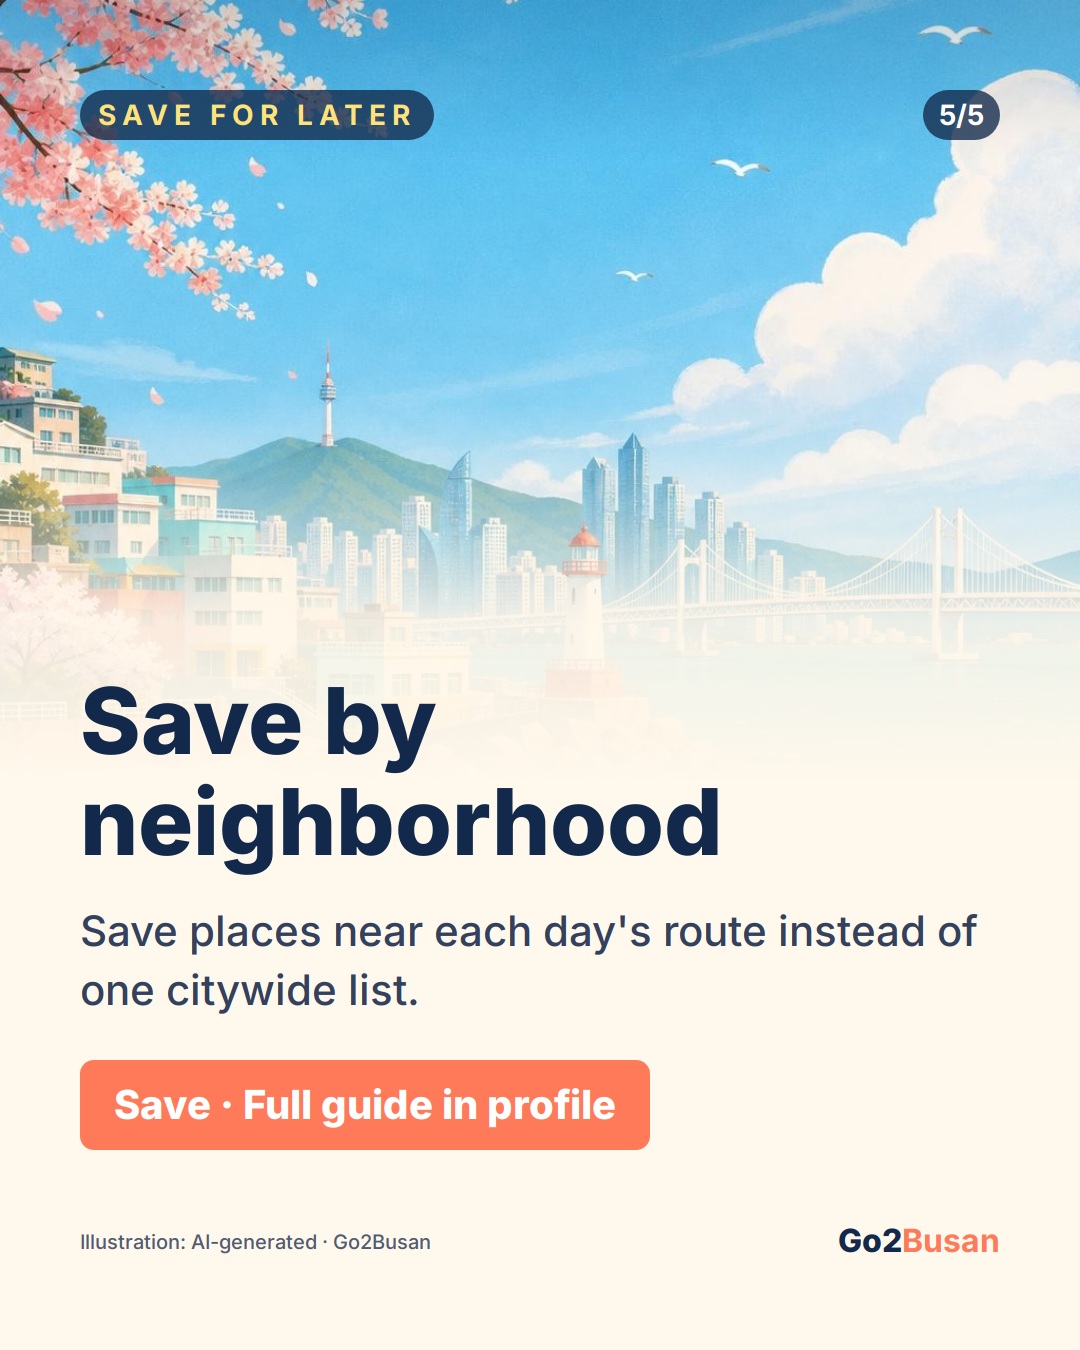 SAVE FOR LATER
5/5
Save by
neighborhood
Save places near each day's route instead of
one citywide list.
Save · Full guide in profile
Illustration: AI-generated · Go2Busan
Go2Busan